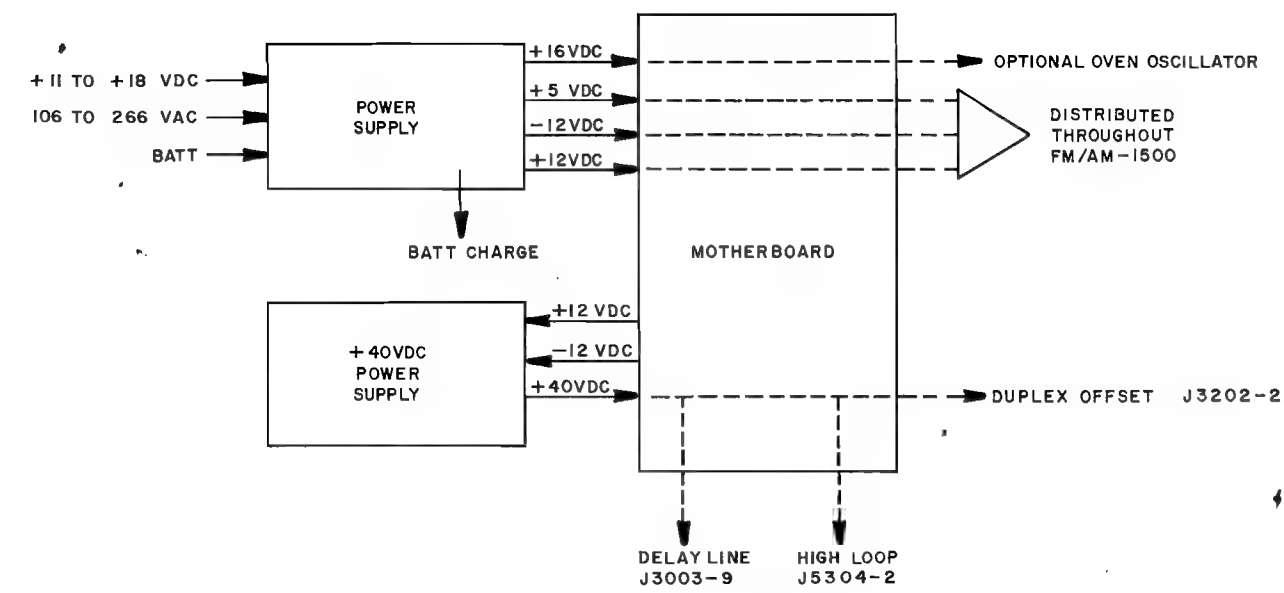 +11 TO +18 VDC
106 TO 266 VAC
BATT
POWER
SUPPLY
+16VDC
+5 VDC
-12VDC
+12VDC
BATT CHARGE
MOTHERBOARD
OPTIONAL OVEN OSCILLATOR
DISTRIBUTED
THROUGHOUT
FM/AM-1500
+40VDC
POWER
SUPPLY
+12 VDC
-12 VDC
+40VDC
DUPLEX OFFSET J3202-2
DELAY LINE
J3003-9
HIGH LOOP
J5304-2